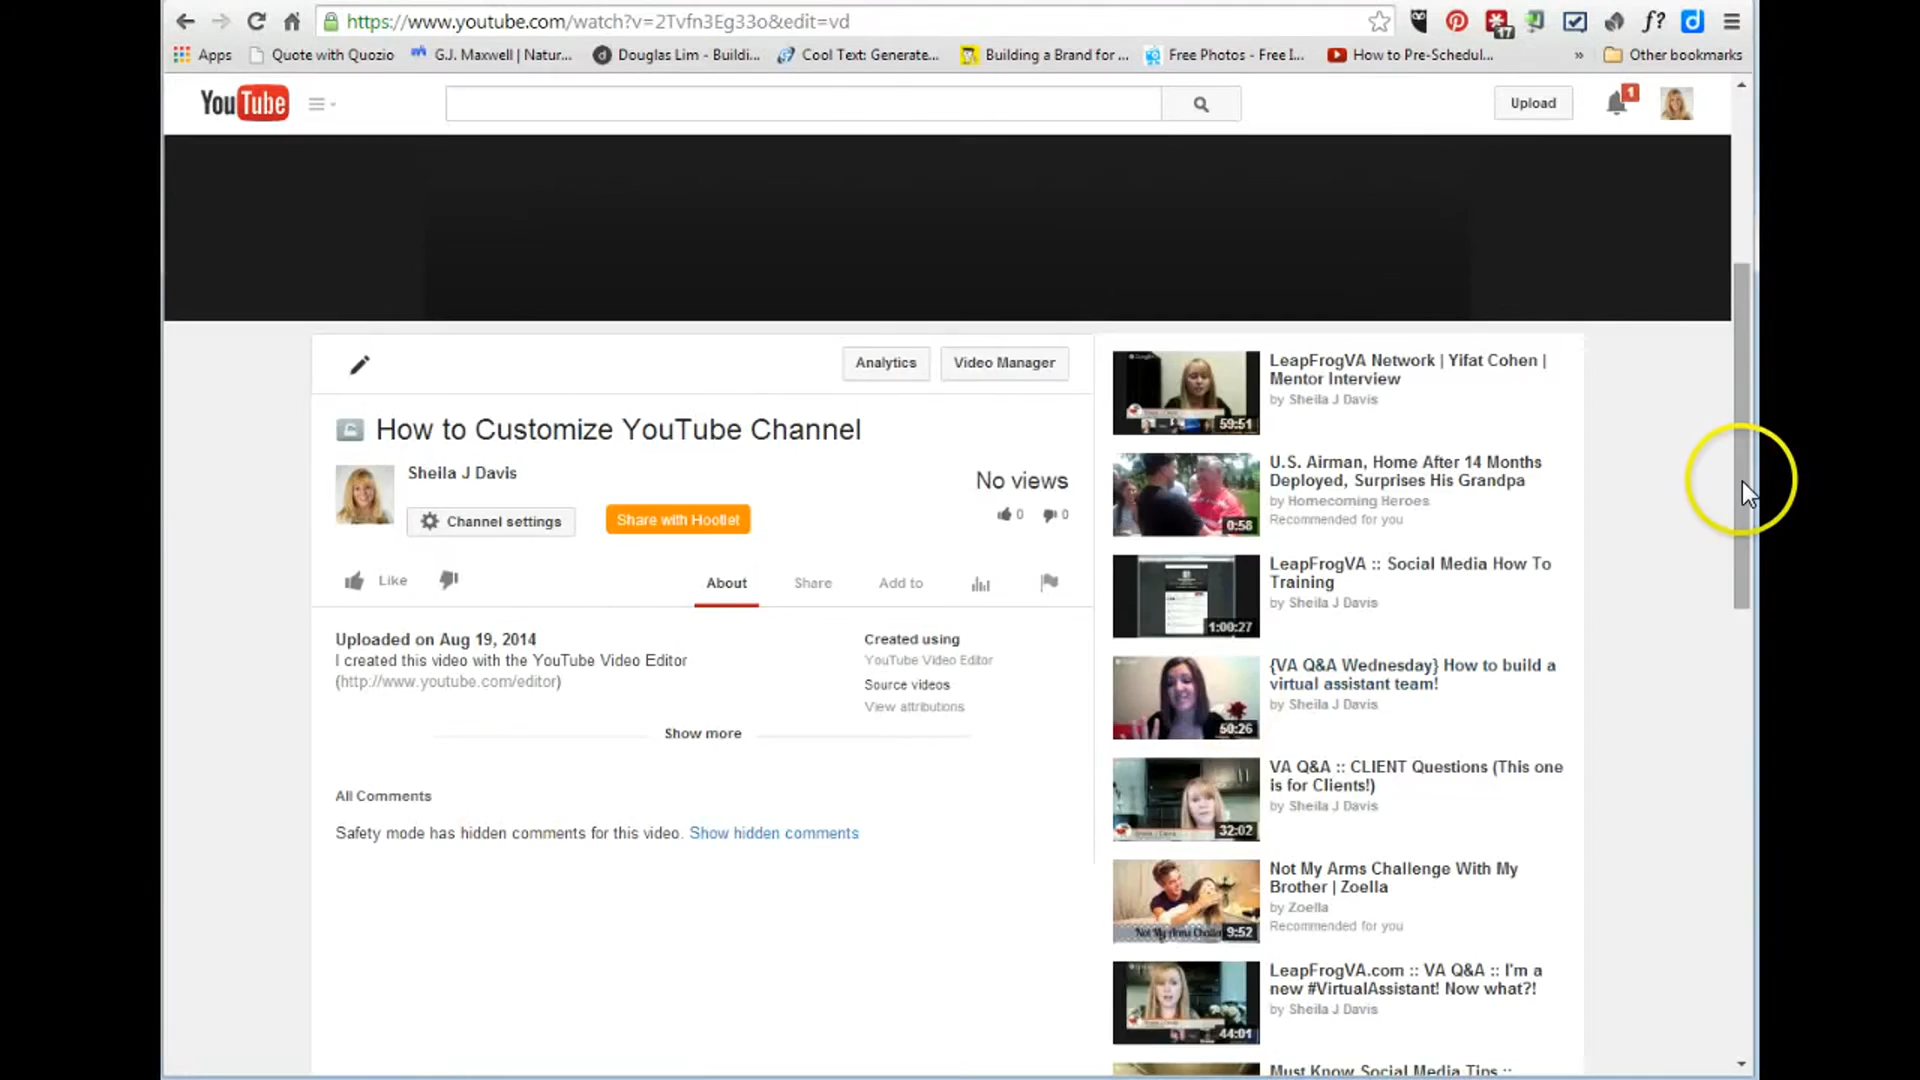 https://www.youtube.com/watch?v=2Tvfn3Eg33o&edit=vd
17
f?
Apps
Quote with Quozio
G.J. Maxwell | Natur...
Douglas Lim - Buildi...
Cool Text: Generate...
Building a Brand for ...
Free Photos - Free I...
How to Pre-Schedul...
»
Other bookmarks
YouTube
Upload
1
Analytics
Video Manager
How to Customize YouTube Channel
Sheila J Davis
Channel settings
Share with Hootlet
No views
0
0
Like
About
Share
Add to
Uploaded on Aug 19, 2014
I created this video with the YouTube Video Editor
(http://www.youtube.com/editor)
Created using
YouTube Video Editor
Source videos
View attributions
Show more
All Comments
Safety mode has hidden comments for this video. Show hidden comments
59:51
LeapFrogVA Network | Yifat Cohen |
Mentor Interview
by Sheila J Davis
0:58
U.S. Airman, Home After 14 Months
Deployed, Surprises His Grandpa
by Homecoming Heroes
Recommended for you
1:00:27
LeapFrogVA :: Social Media How To
Training
by Sheila J Davis
50:26
{VA Q&A Wednesday} How to build a
virtual assistant team!
by Sheila J Davis
32:02
VA Q&A :: CLIENT Questions (This one
is for Clients!)
by Sheila J Davis
Not My Arms
9:52
Not My Arms Challenge With My
Brother | Zoella
by Zoella
Recommended for you
44:01
LeapFrogVA.com :: VA Q&A :: I'm a
new #VirtualAssistant! Now what?!
by Sheila J Davis
Must Know Social Media Tips ::